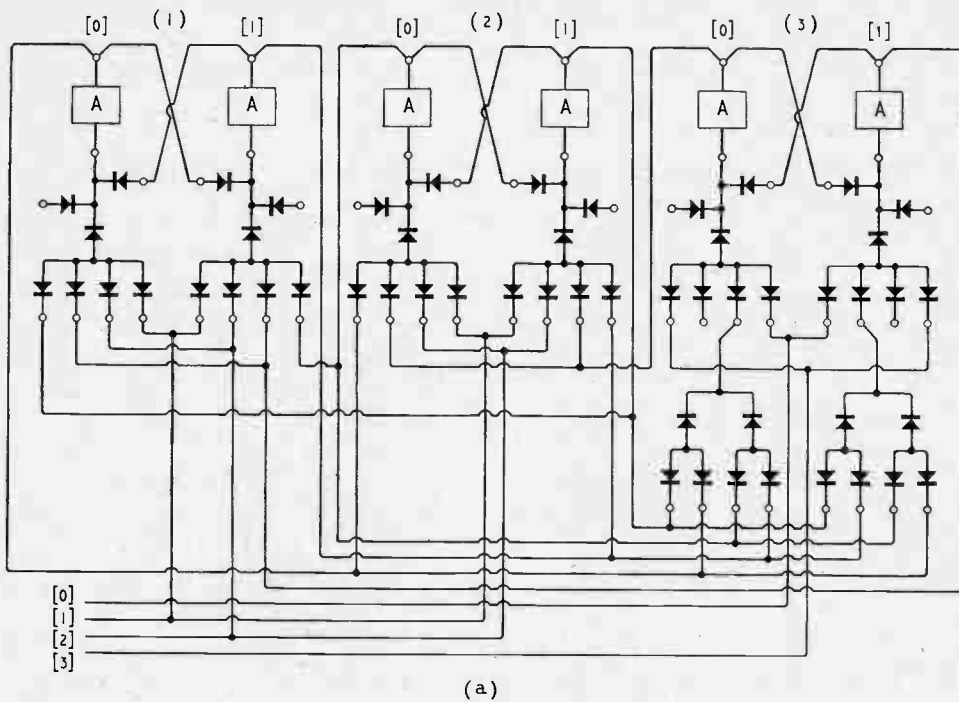 (1) (2) (3)
[0] [1] [0] [1] [0] [1]
A A A A A A
[0]
[1]
[2]
[3]
(a)